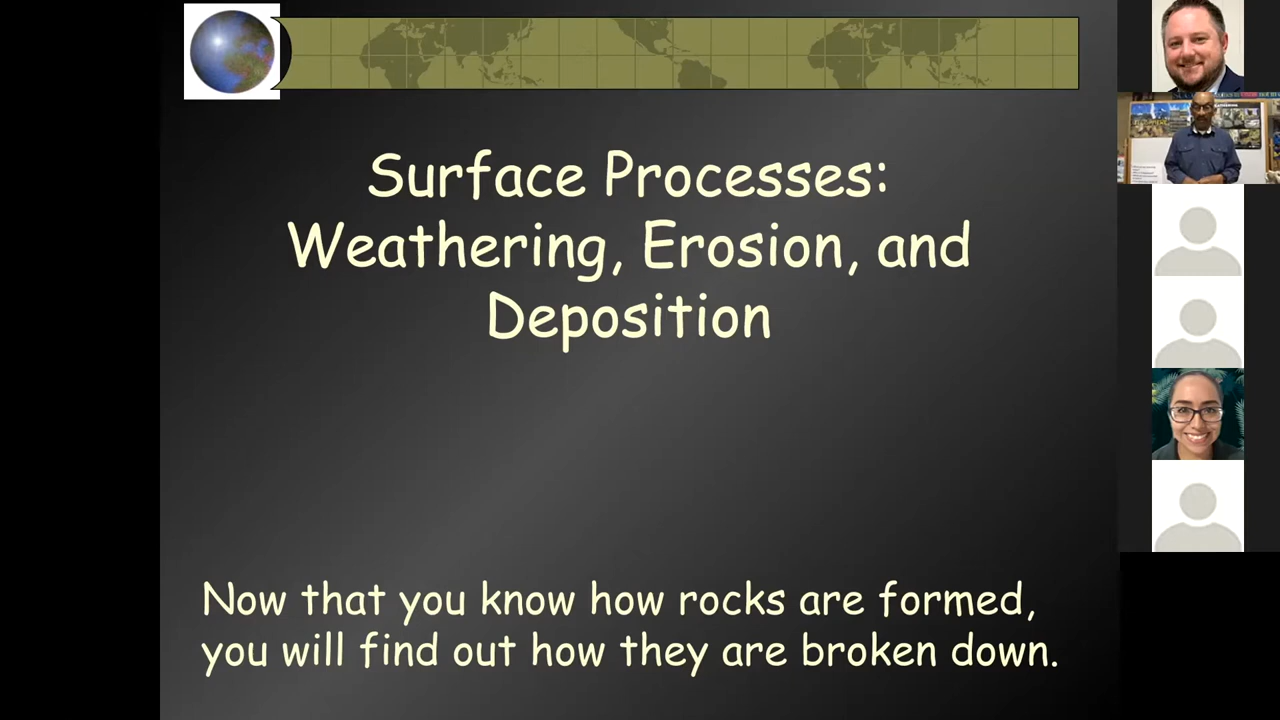 Surface Processes:
Weathering, Erosion, and
Deposition
Now that you know how rocks are formed,
you will find out how they are broken down.